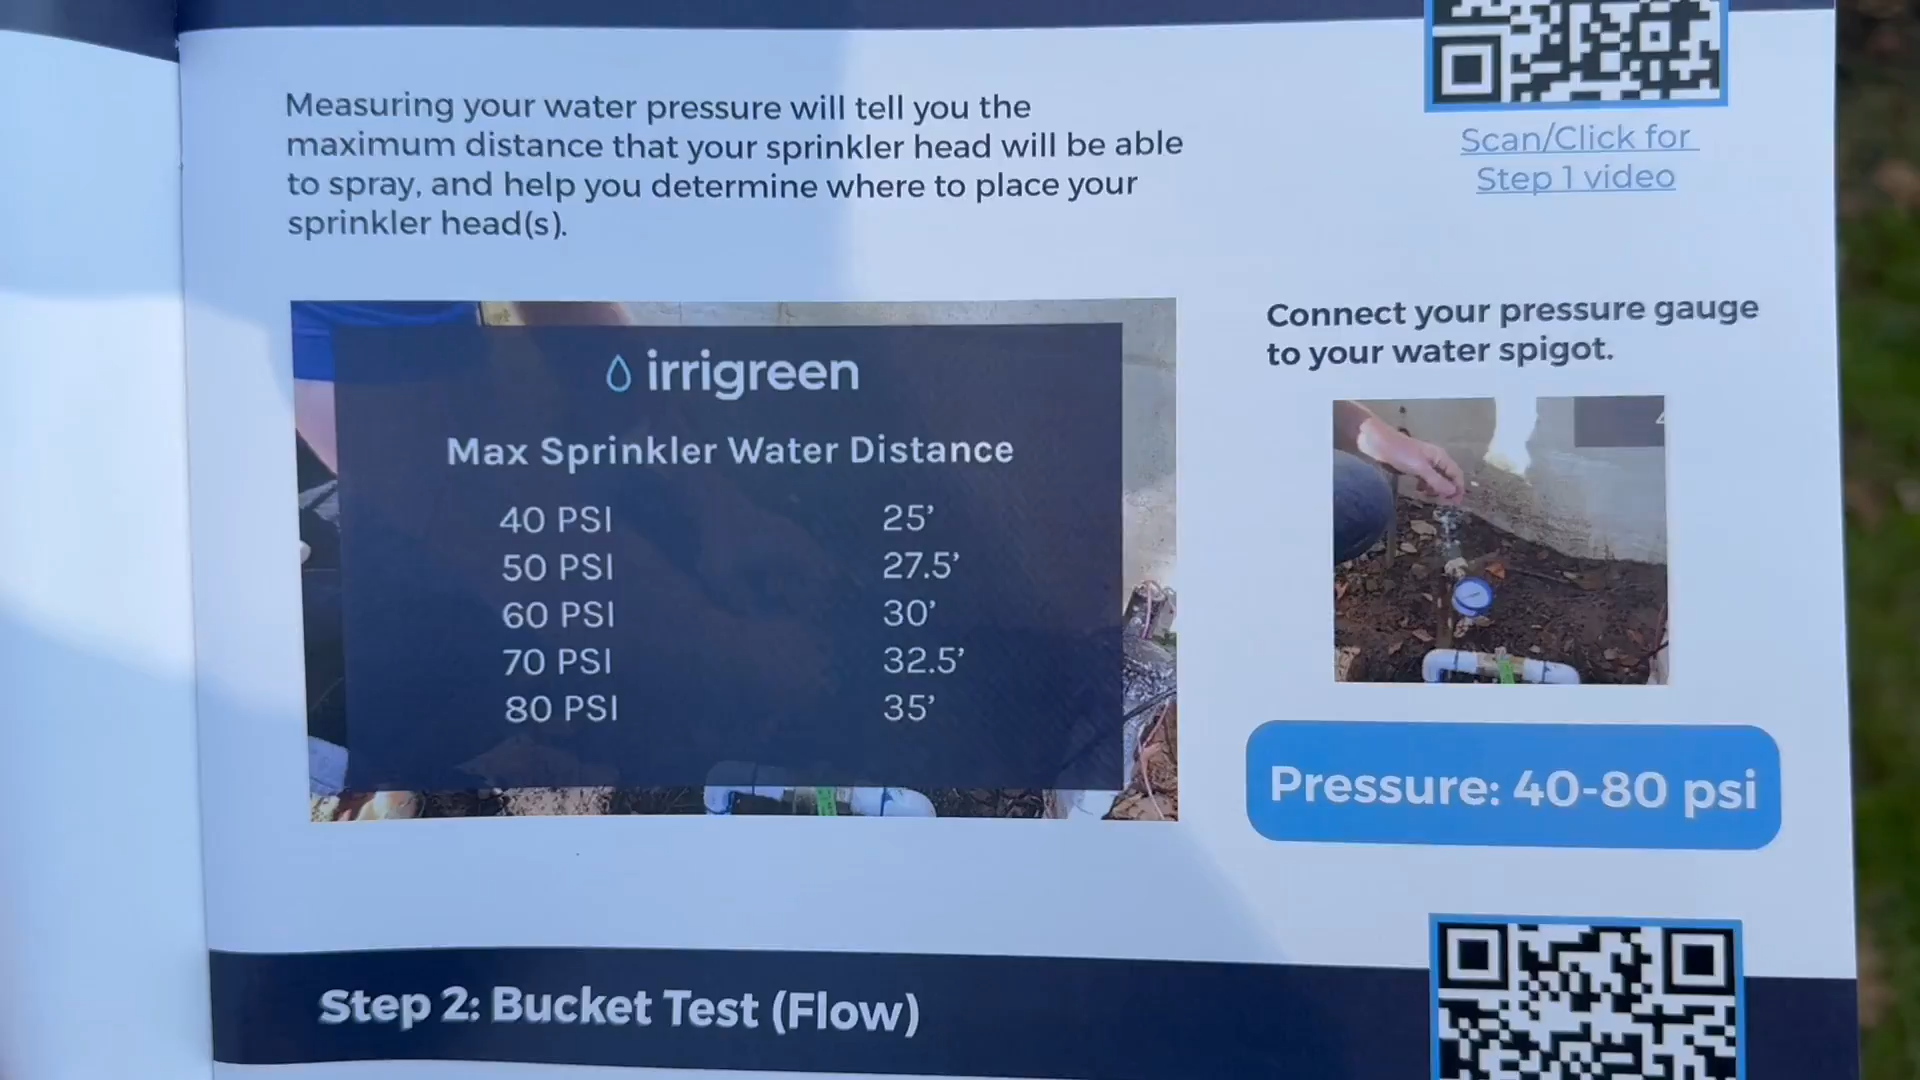 Measuring your water pressure will tell you the
maximum distance that your sprinkler head will be able
to spray, and help you determine where to place your
sprinkler head(s).
Scan/Click for
Step 1 video
irrigreen
Max Sprinkler Water Distance
40 PSI 25’
50 PSI 27.5’
60 PSI 30’
70 PSI 32.5’
80 PSI 35’
Connect your pressure gauge
to your water spigot.
Pressure: 40-80 psi
Step 2: Bucket Test (Flow)